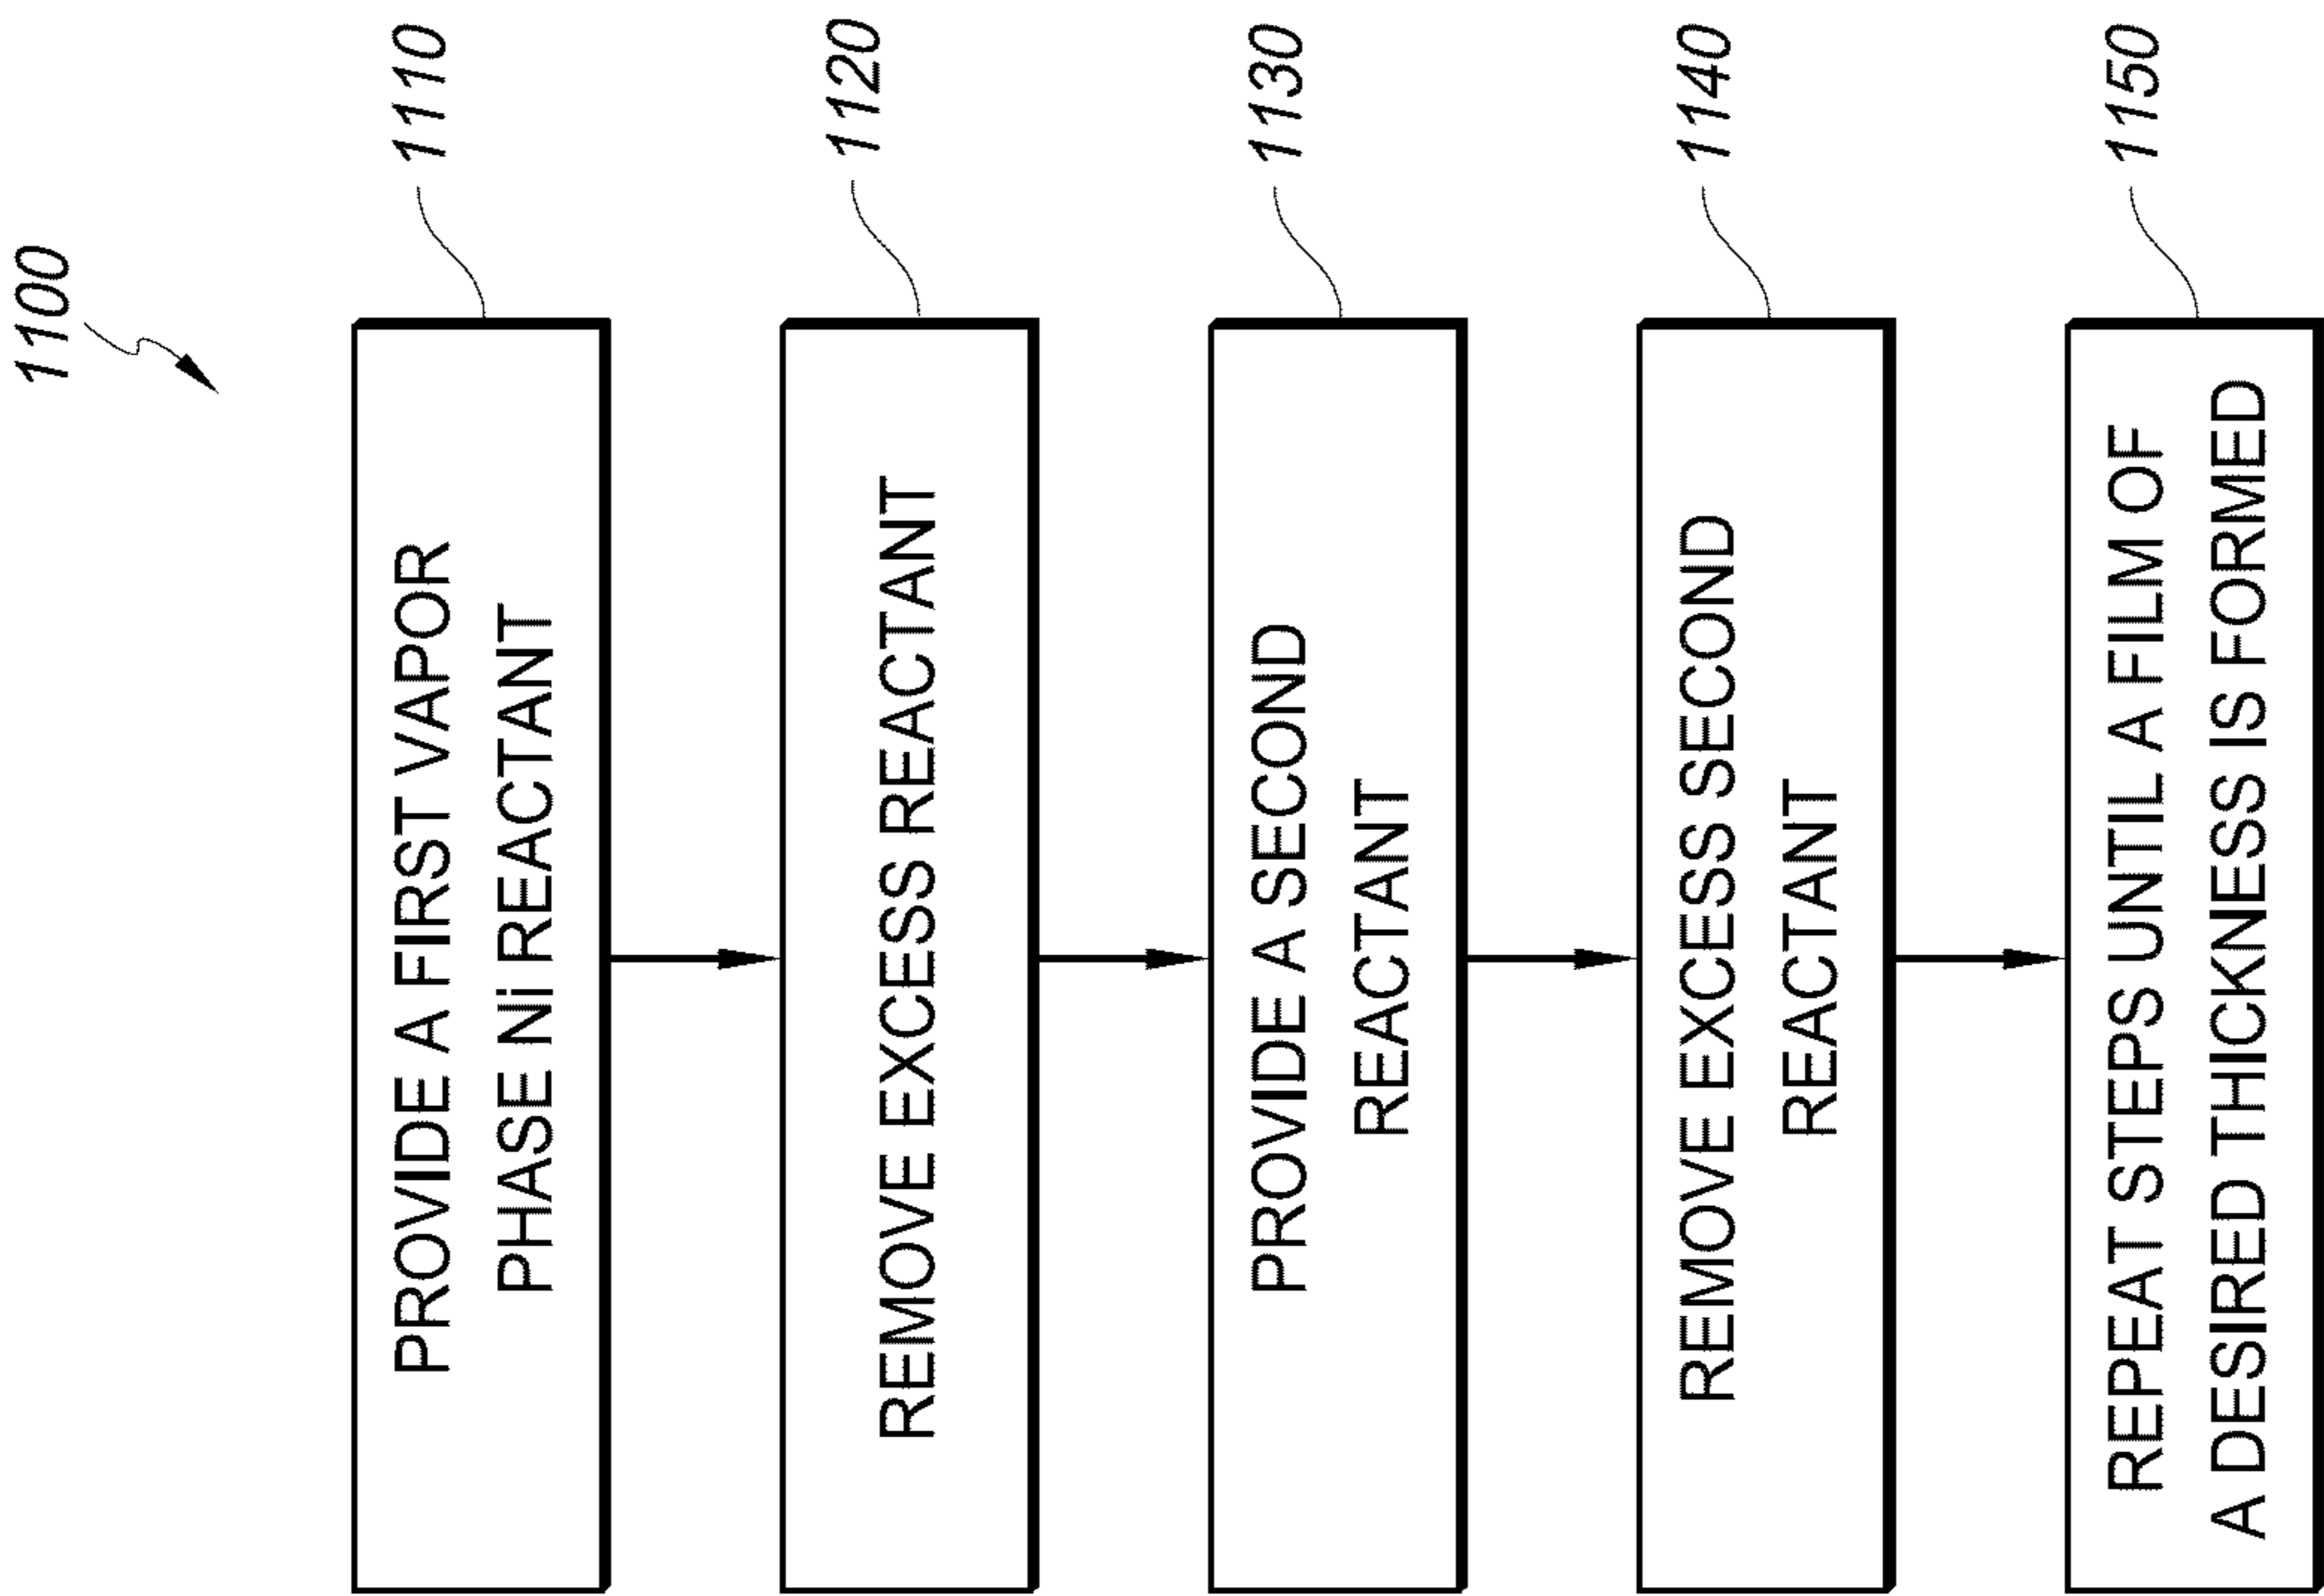 1100
PROVIDE A FIRST VAPOR
PHASE Ni REACTANT
1110
REMOVE EXCESS REACTANT
1120
PROVIDE A SECOND
REACTANT
1130
REMOVE EXCESS SECOND
REACTANT
1140
REPEAT STEPS UNTIL A FILM OF
A DESIRED THICKNESS IS FORMED
1150